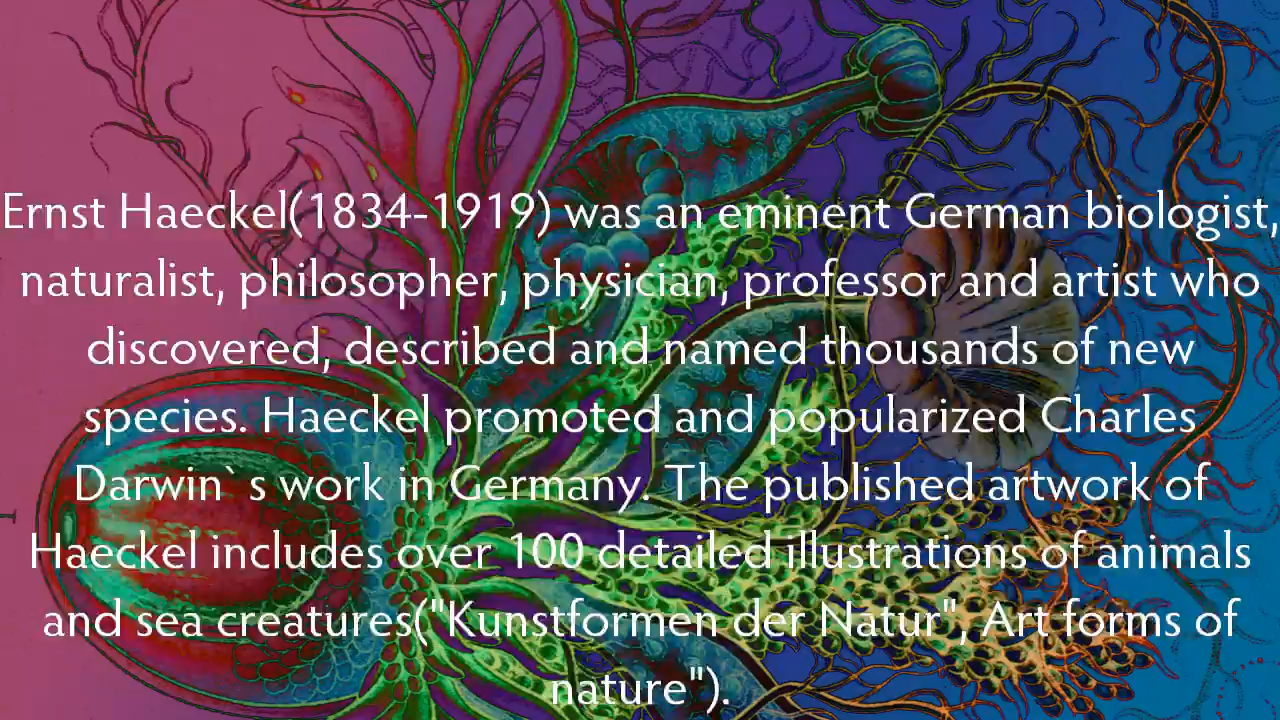 Ernst Haeckel(1834-1919) was an eminent German biologist,
naturalist, philosopher, physician, professor and artist who
discovered, described and named thousands of new
species. Haeckel promoted and popularized Charles
Darwin`s work in Germany. The published artwork of
Haeckel includes over 100 detailed illustrations of animals
and sea creatures("Kunstformen der Natur", Art forms of
nature").